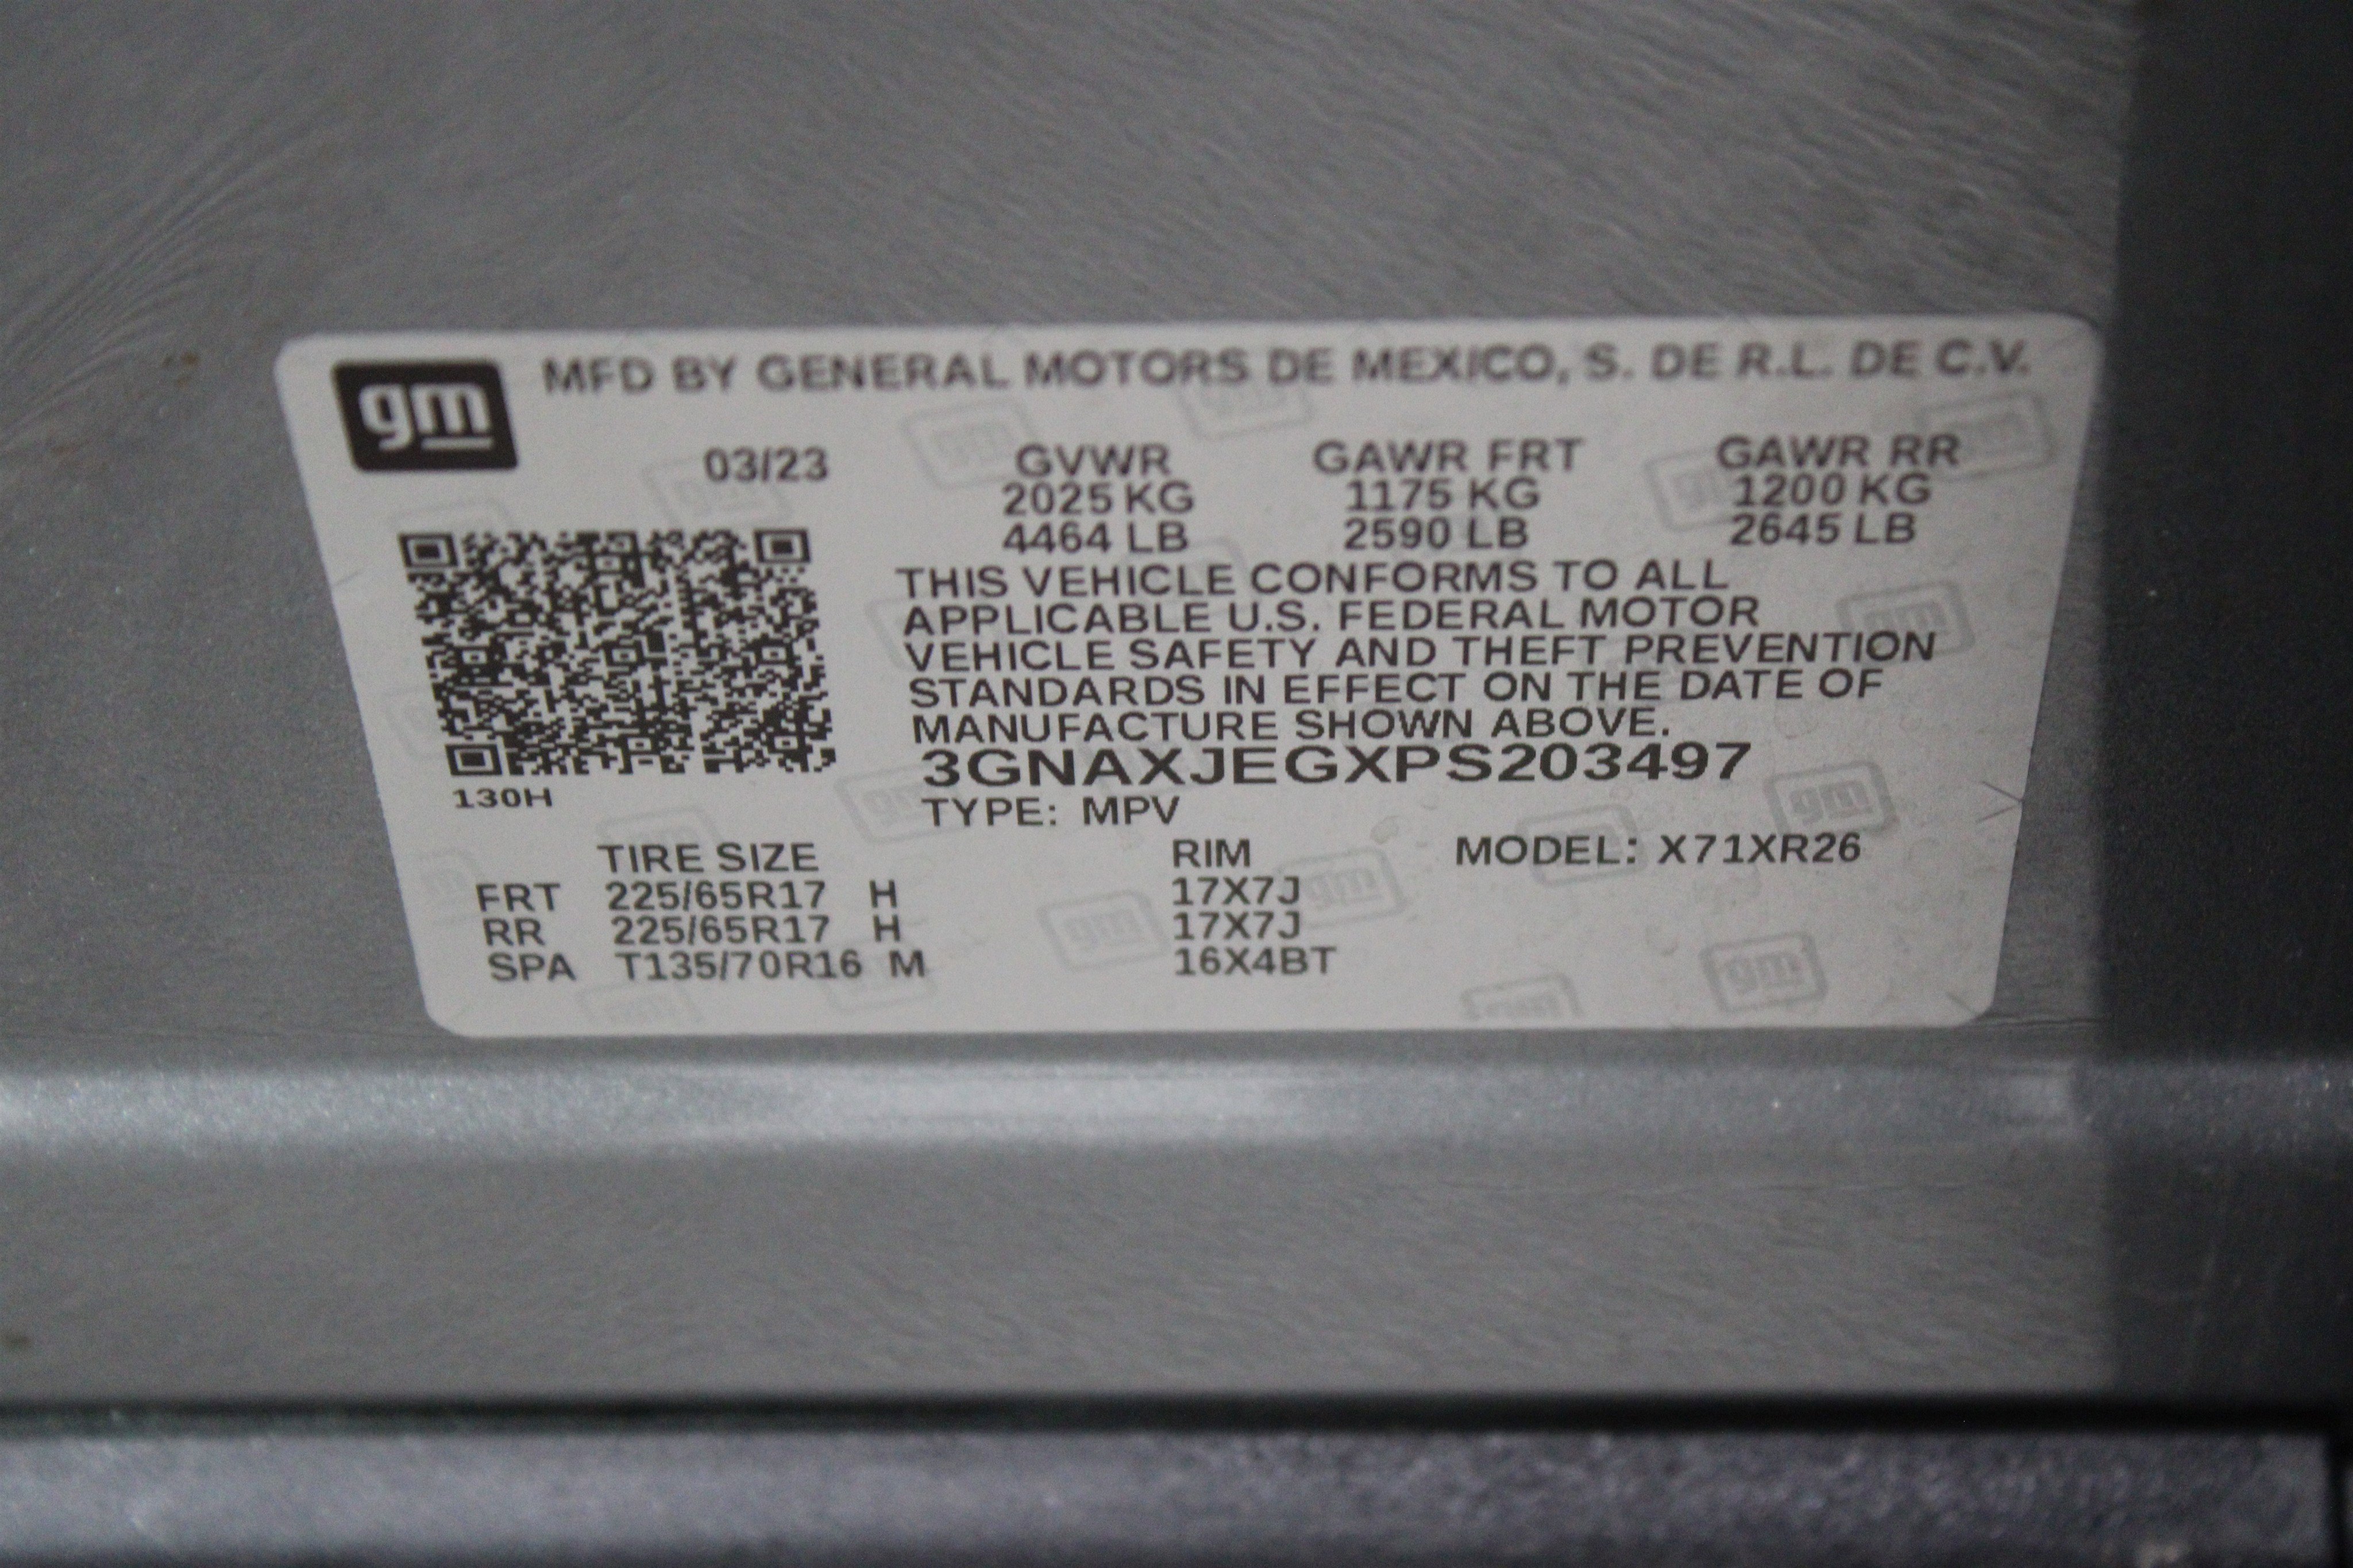 gm MFD BY GENERAL MOTORS DE MEXICO, S. DE R.L. DE C.V.
03/23 GVWR GAWR FRT GAWR RR
2025 KG 1175 KG 1200 KG
4464 LB 2590 LB 2645 LB
THIS VEHICLE CONFORMS TO ALL
APPLICABLE U.S. FEDERAL MOTOR
VEHICLE SAFETY AND THEFT PREVENTION
STANDARDS IN EFFECT ON THE DATE OF
MANUFACTURE SHOWN ABOVE.
3GNAXJEGXPS203497
130H
TYPE: MPV
TIRE SIZE RIM MODEL: X71XR26
FRT 225/65R17 H 17X7J
RR 225/65R17 H 17X7J
SPA T135/70R16 M 16X4BT